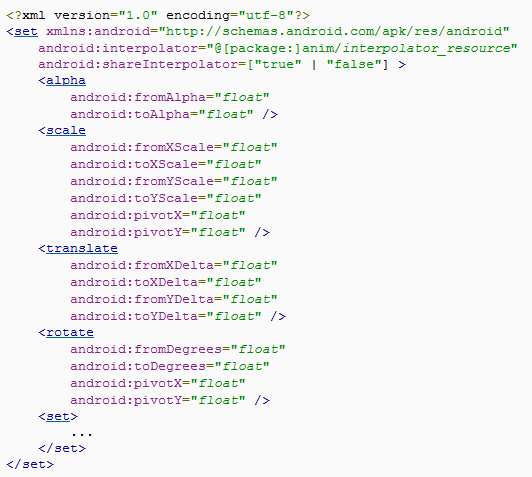 <?xml version="1.0" encoding="utf-8"?>
<set xmlns:android="http://schemas.android.com/apk/res/android"
    android:interpolator="@[package:]anim/interpolator_resource"
    android:shareInterpolator=["true" | "false"] >
    <alpha
        android:fromAlpha="float"
        android:toAlpha="float" />
    <scale
        android:fromXScale="float"
        android:toXScale="float"
        android:fromYScale="float"
        android:toYScale="float"
        android:pivotX="float"
        android:pivotY="float" />
    <translate
        android:fromXDelta="float"
        android:toXDelta="float"
        android:fromYDelta="float"
        android:toYDelta="float" />
    <rotate
        android:fromDegrees="float"
        android:toDegrees="float"
        android:pivotX="float"
        android:pivotY="float" />
    <set>
        ...
    </set>
</set>